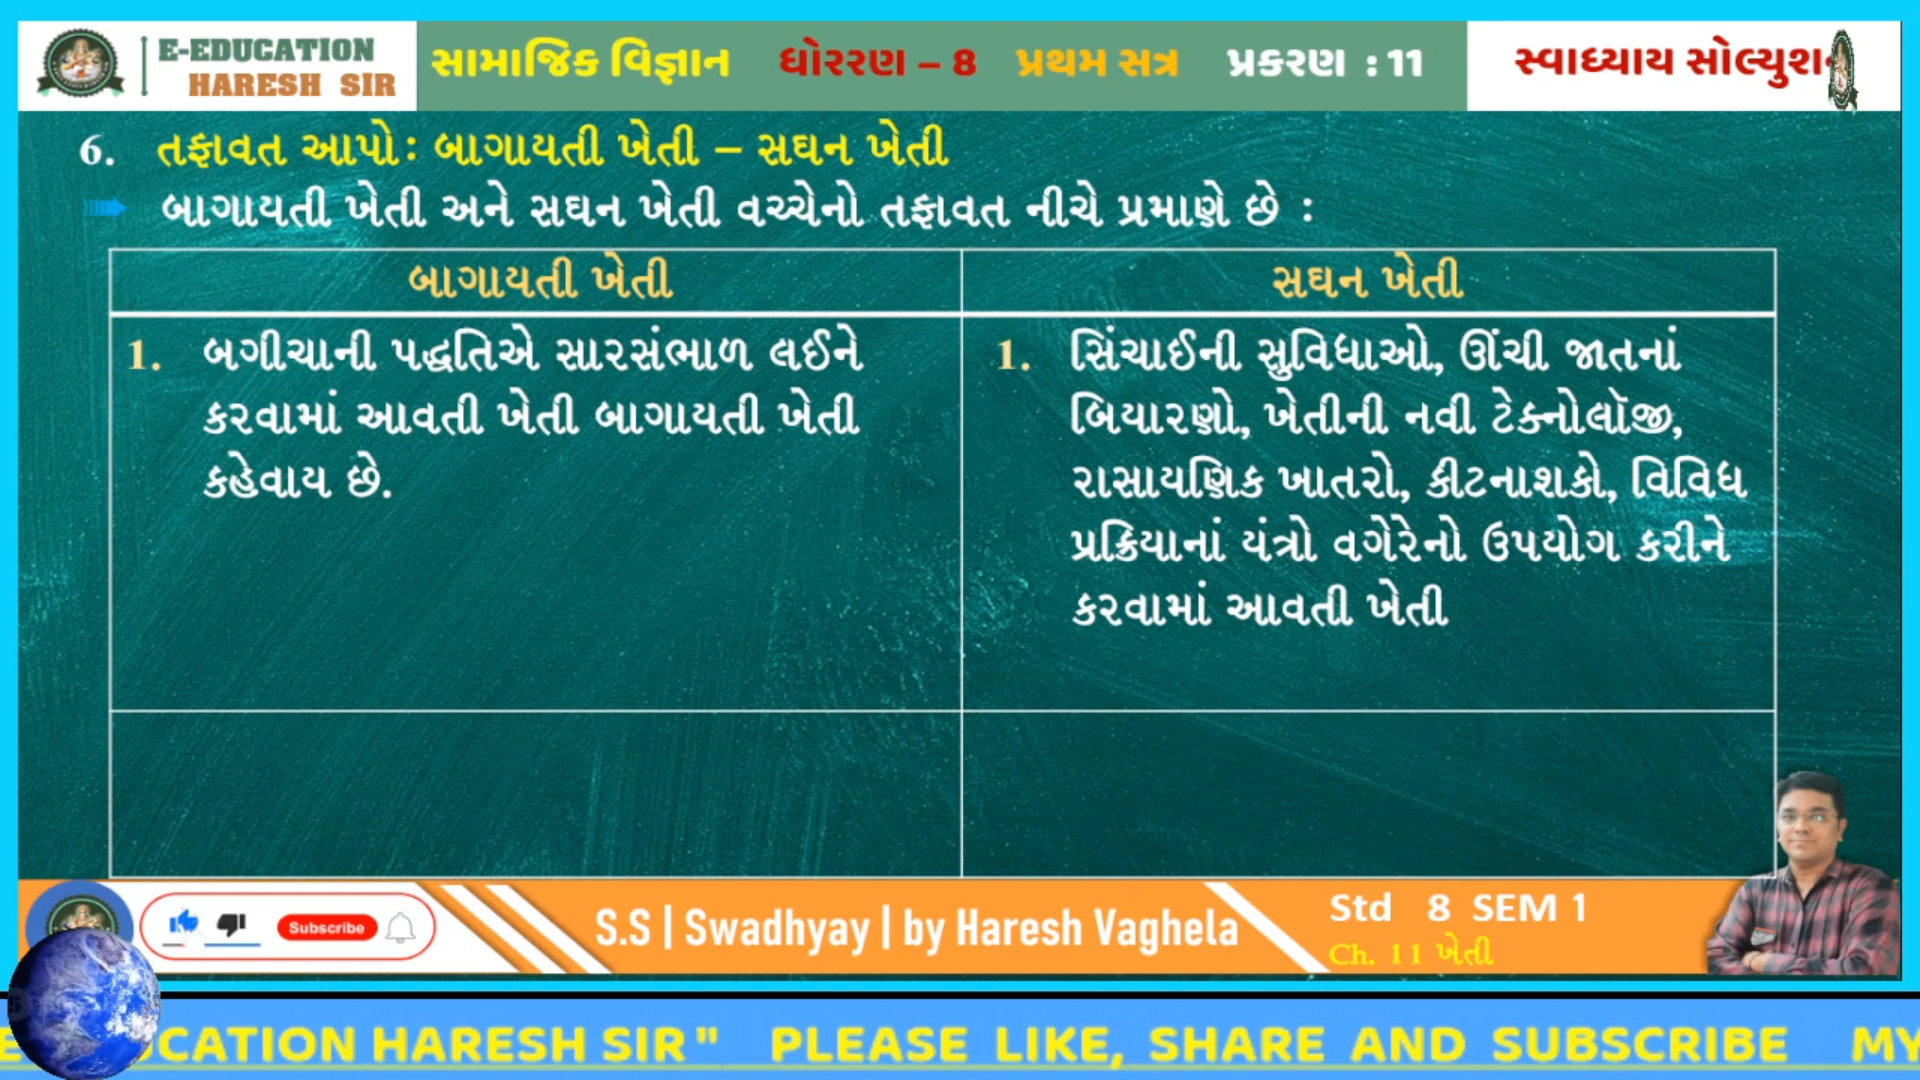 E-EDUCATION
HARESH SIR
સામાજિક વિજ્ઞાન ધોરરણ – 8 પ્રથમ સત્ર પ્રકરણ : 11
સ્વાધ્યાય સોલ્યુશન
6. તફાવત આપોઃ બાગાયતી ખેતી – સઘન ખેતી
બાગાયતી ખેતી અને સઘન ખેતી વચ્ચેનો તફાવત નીચે પ્રમાણે છે :
બાગાયતી ખેતી
1. બગીચાની પદ્ધતિએ સારસંભાળ લઈને
કરવામાં આવતી ખેતી બાગાયતી ખેતી
કહેવાય છે.
સઘન ખેતી
1. સિંચાઈની સુવિધાઓ, ઊંચી જાતનાં
બિયારણો, ખેતીની નવી ટેક્નોલૉજી,
રાસાયણિક ખાતરો, કીટનાશકો, વિવિધ
પ્રક્રિયાનાં યંત્રો વગેરેનો ઉપયોગ કરીને
કરવામાં આવતી ખેતી
Subscribe
S.S | Swadhyay | by Haresh Vaghela
Std 8 SEM 1
Ch. 11 ખેતી
UCATION HARESH SIR" PLEASE LIKE, SHARE AND SUBSCRIBE MY